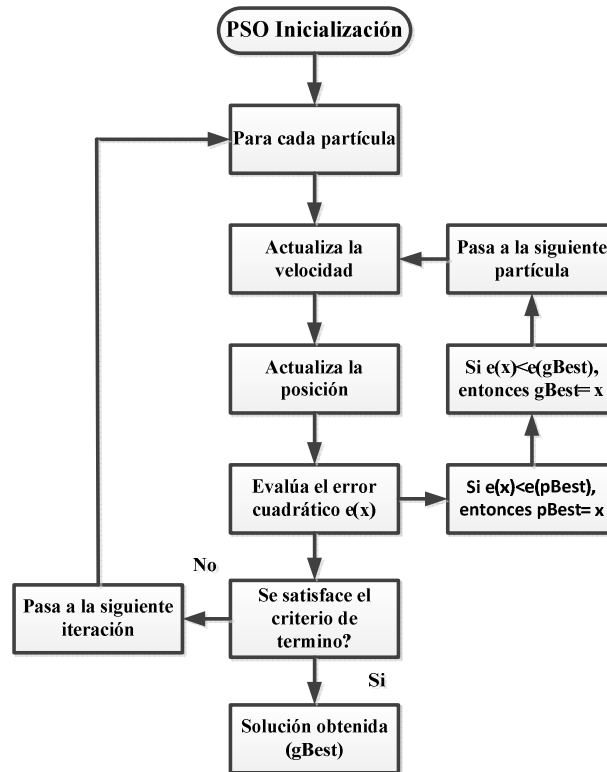 PSO Inicialización
Para cada partícula
Actualiza la
velocidad
Pasa a la siguiente
partícula
Actualiza la
posición
Si e(x)<e(gBest),
entonces gBest= x
Evalúa el error
cuadrático e(x)
Si e(x)<e(pBest),
entonces pBest= x
No
Se satisface el
criterio de
termino?
Pasa a la siguiente
iteración
Si
Solución obtenida
(gBest)